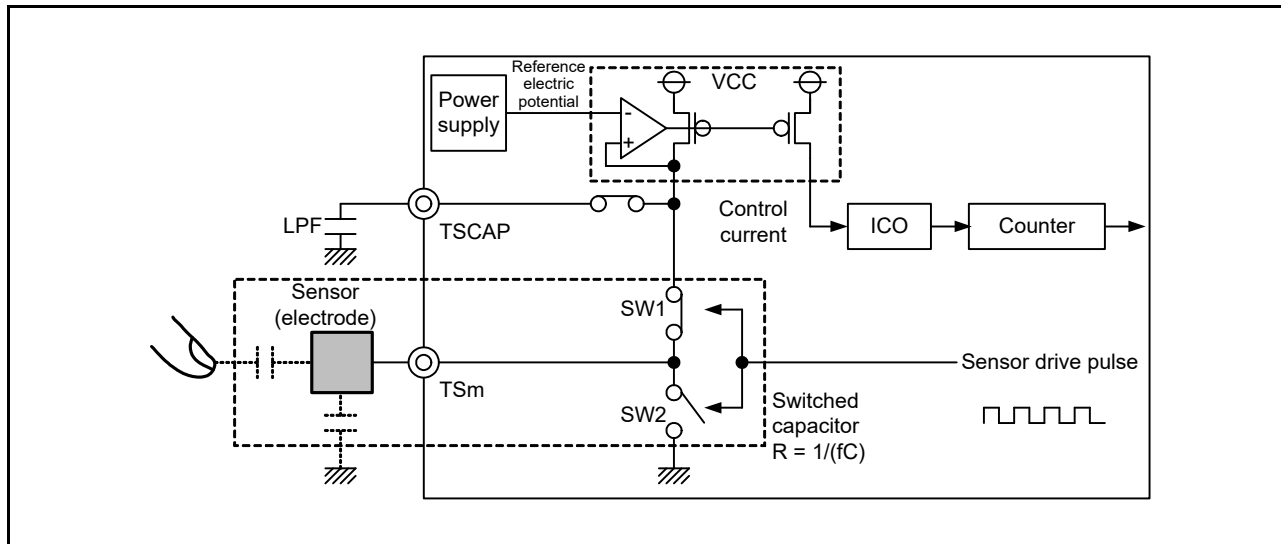 Power
supply
Reference
electric
potential
VCC
-
+
LPF
TSCAP
Control
current
ICO
Counter
Sensor
(electrode)
SW1
TSm
SW2
Sensor drive pulse
Switched
capacitor
R = 1/(fC)